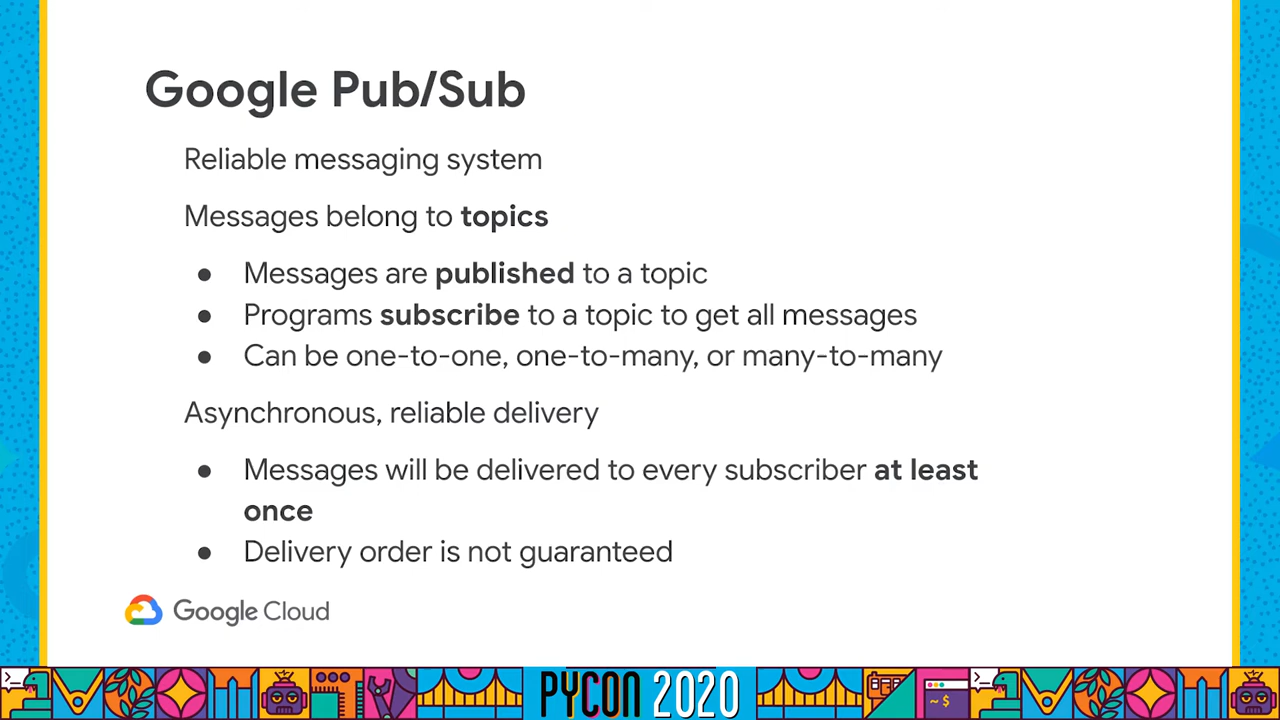 Google Pub/Sub
Reliable messaging system
Messages belong to topics
● Messages are published to a topic
● Programs subscribe to a topic to get all messages
● Can be one-to-one, one-to-many, or many-to-many
Asynchronous, reliable delivery
● Messages will be delivered to every subscriber at least
once
● Delivery order is not guaranteed
Google Cloud
~$
PYCON 2020